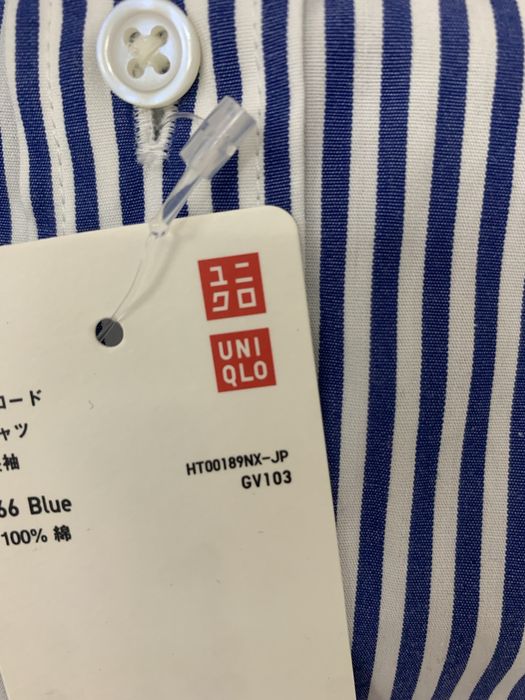 ユニ
クロ
UNI
QLO
ロード
ャツ
袖
HT00189NX-JP
GV103
66 Blue
100% 綿